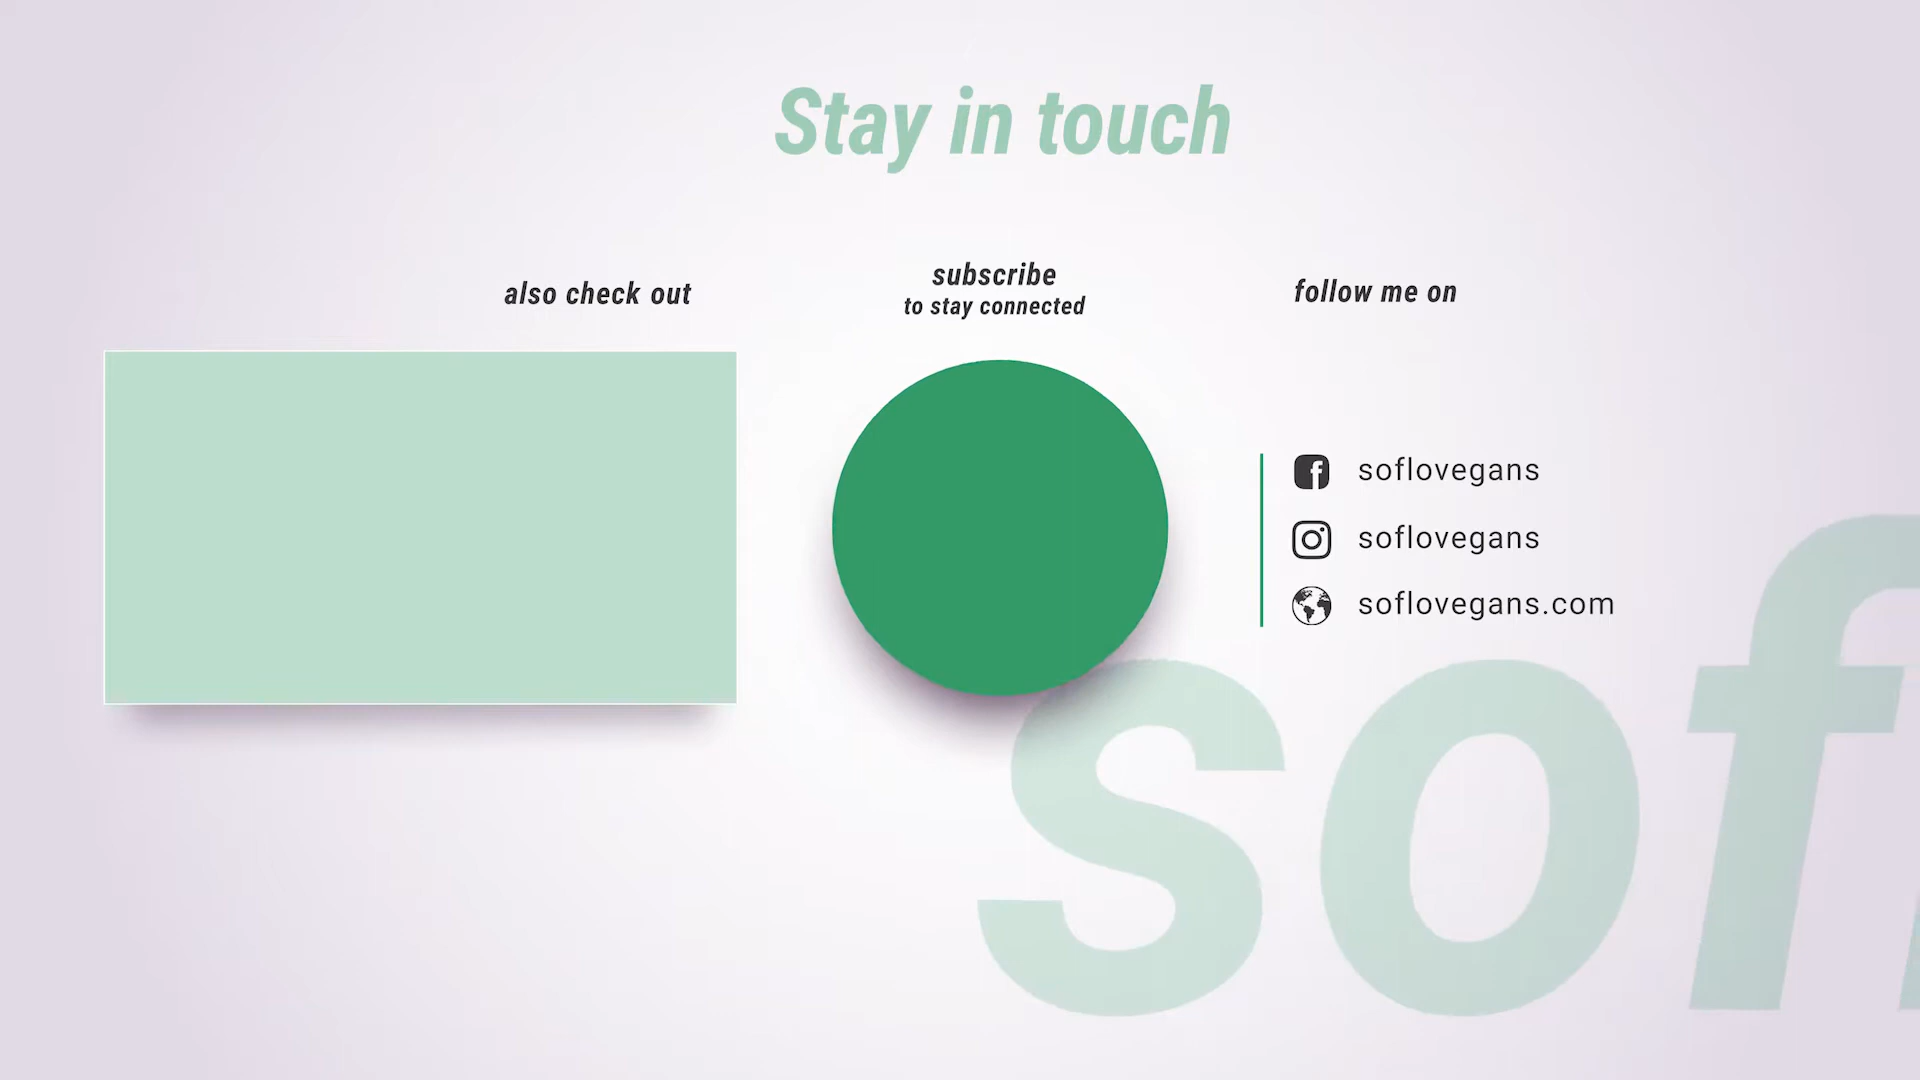 Stay in touch
also check out
subscribe
to stay connected
follow me on
soflovegans
soflovegans
soflovegans.com
sof